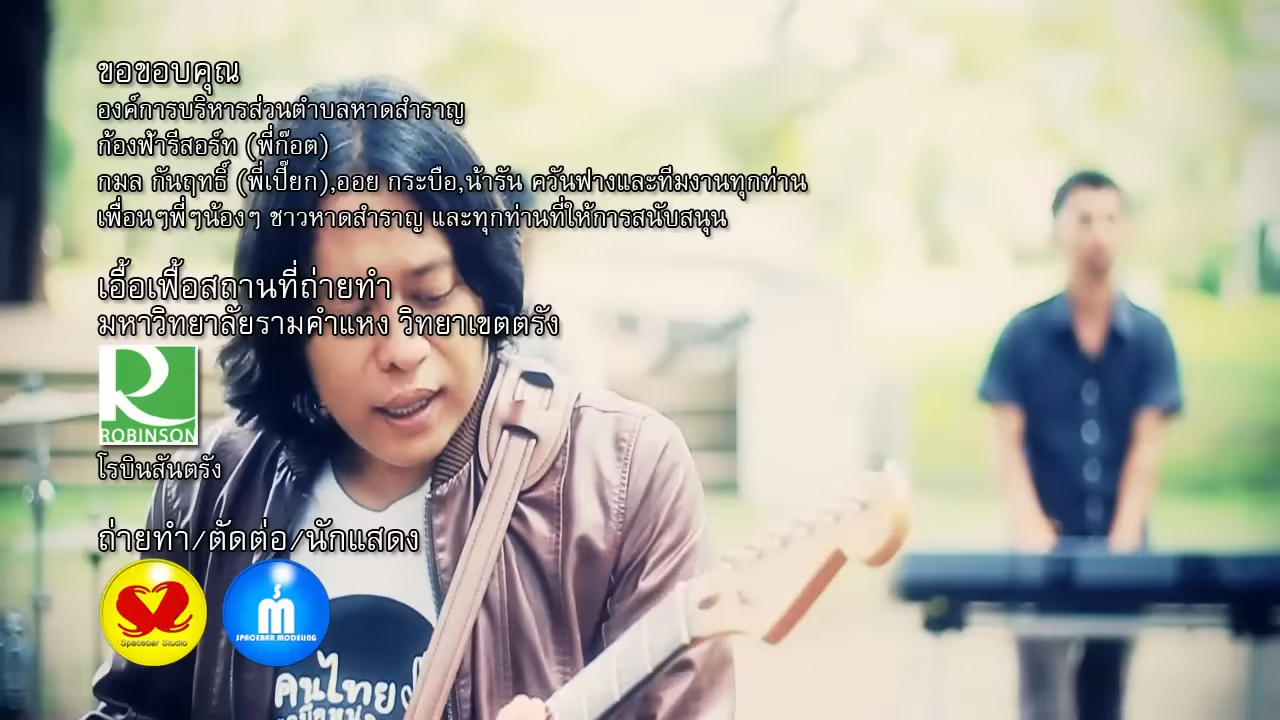 ขอขอบคุณ
องค์การบริหารส่วนตำบลหาดสำราญ
ก้องฟ้ารีสอร์ท (พี่ก๊อต)
กมล กันฤทธิ์ (พี่เปี๊ยก),ออย กระบือ,น้ารัน ควันฟางและทีมงานทุกท่าน
เพื่อนๆพี่ๆน้องๆ ชาวหาดสำราญ และทุกท่านที่ให้การสนับสนุน
เอื้อเฟื้อสถานที่ถ่ายทำ
มหาวิทยาลัยรามคำแหง วิทยาเขตตรัง
R
ROBINSON
โรบินสันตรัง
ถ่ายทำ/ตัดต่อ/นักแสดง
Spacebar Studio
SPACEBAR MODELING
คนไทย